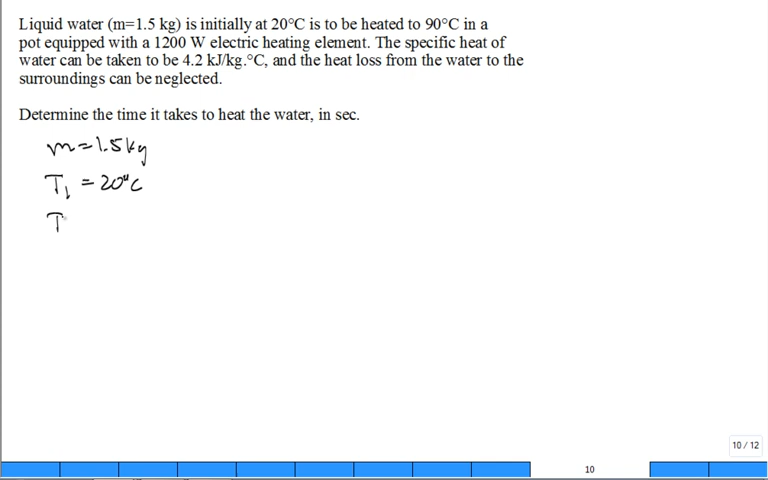 Liquid water (m=1.5 kg) is initially at 20°C is to be heated to 90°C in a
pot equipped with a 1200 W electric heating element. The specific heat of
water can be taken to be 4.2 kJ/kg.°C, and the heat loss from the water to the
surroundings can be neglected.
Determine the time it takes to heat the water, in sec.
m=1.5kg
T₁ = 20°C
T
10 / 12
10